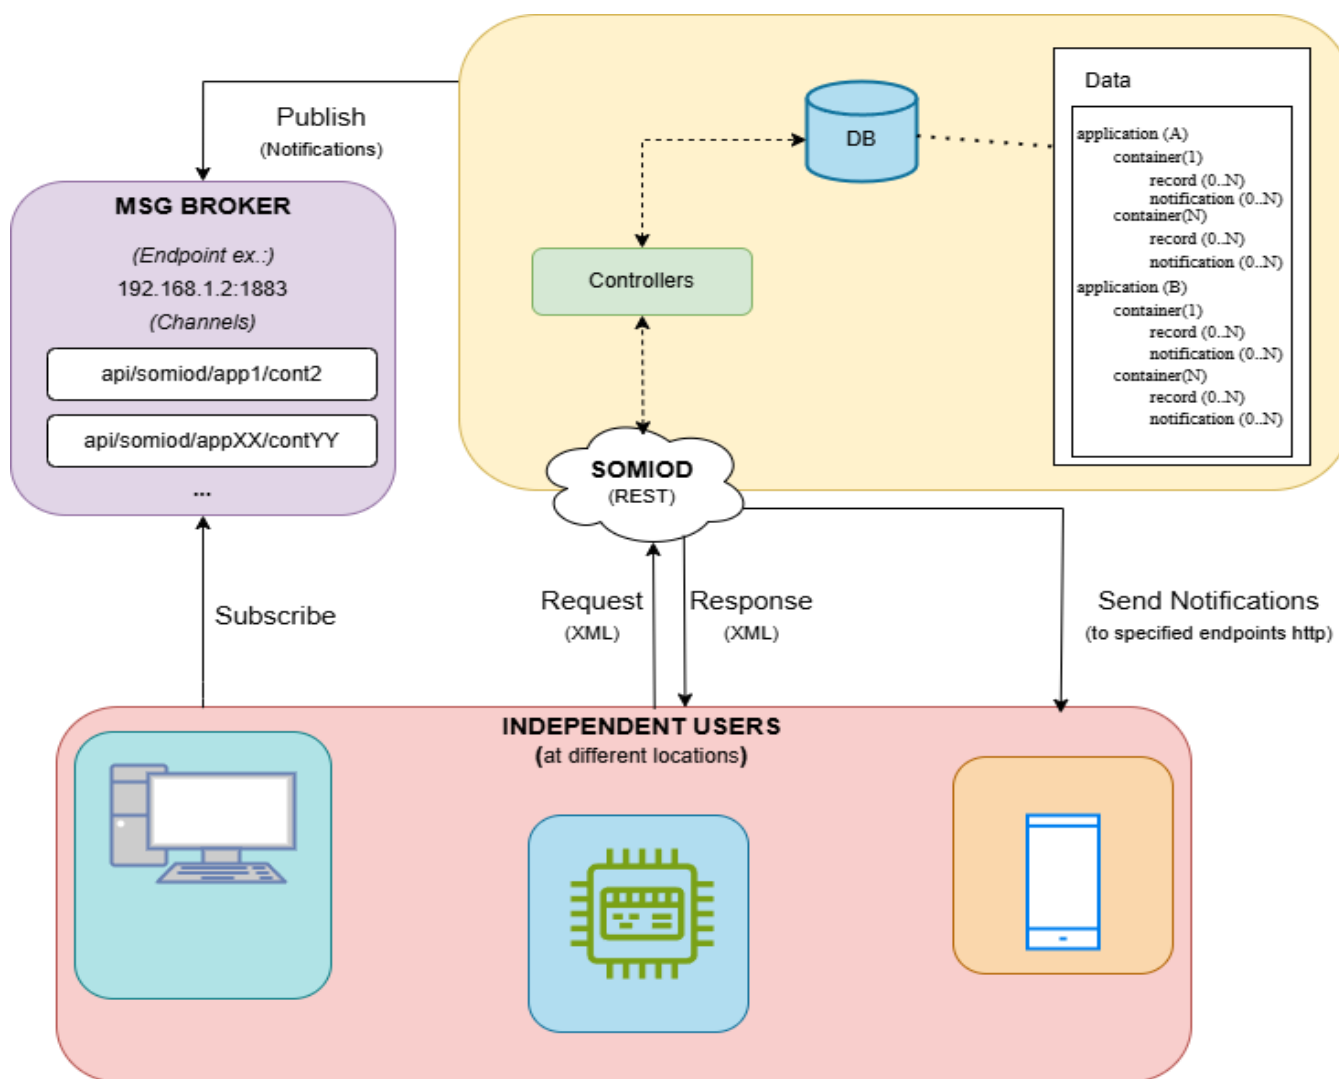 Publish
(Notifications)
MSG BROKER
(Endpoint ex.:)
192.168.1.2:1883
(Channels)
api/somiod/app1/cont2
api/somiod/appXX/contYY
...
DB
Controllers
SOMIOD
(REST)
Data
application (A)
container(1)
record (0..N)
notification (0..N)
container(N)
record (0..N)
notification (0..N)
application (B)
container(1)
record (0..N)
notification (0..N)
container(N)
record (0..N)
notification (0..N)
Subscribe
Request
(XML)
Response
(XML)
Send Notifications
(to specified endpoints http)
INDEPENDENT USERS
(at different locations)